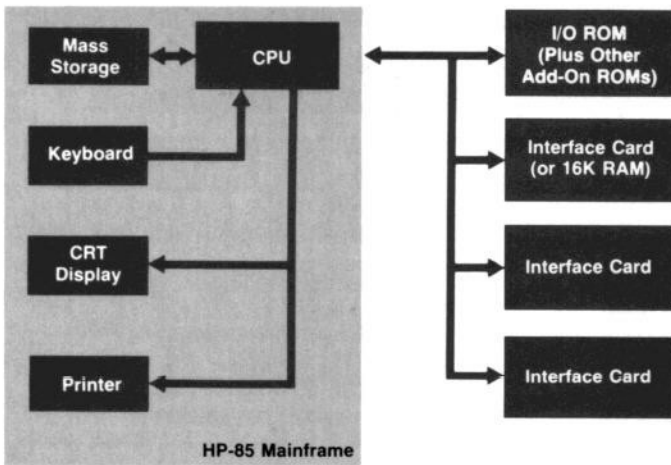 Mass
Storage
CPU
Keyboard
CRT
Display
Printer
HP-85 Mainframe
I/O ROM
(Plus Other
Add-On ROMs)
Interface Card
(or 16K RAM)
Interface Card
Interface Card